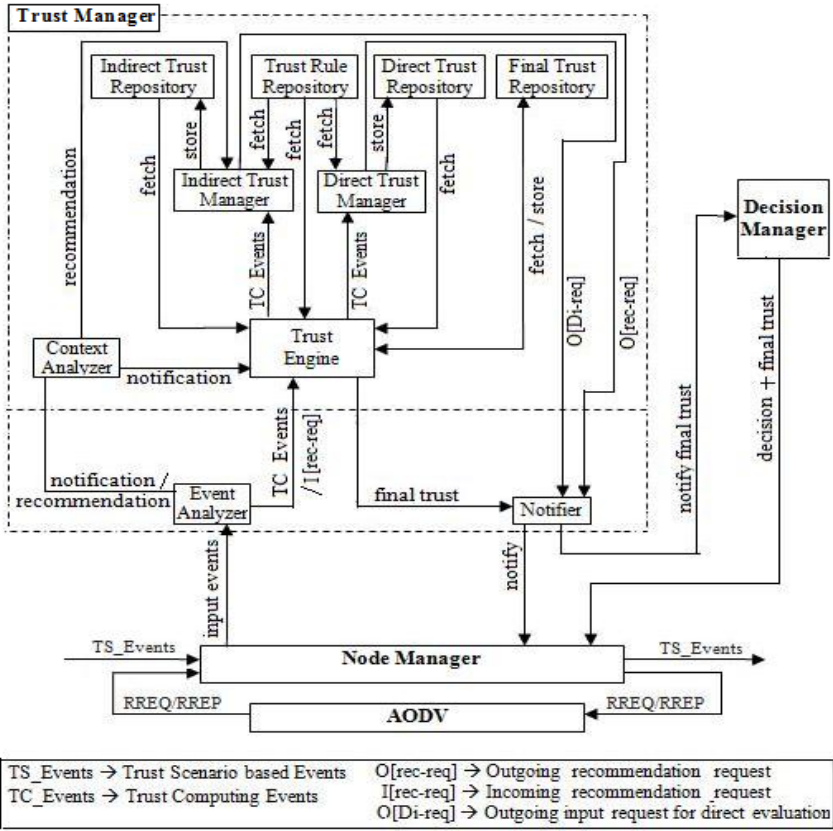 Trust Manager
Indirect Trust
Repository
Trust Rule
Repository
Direct Trust
Repository
Final Trust
Repository
recommendation
fetch
store
fetch
fetch
fetch
store
fetch
fetch / store
O[Di-req]
O[rec-req]
Indirect Trust
Manager
Direct Trust
Manager
Decision
Manager
TC Events
TC Events
Trust
Engine
Context
Analyzer
notification
TC Events
/ I[rec-req]
notification /
recommendation
Event
Analyzer
final trust
Notifier
notify final trust
decision + final trust
input events
notify
TS_Events
Node Manager
TS_Events
RREQ/RREP
AODV
RREQ/RREP
TS_Events → Trust Scenario based Events
TC_Events → Trust Computing Events
O[rec-req] → Outgoing recommendation request
I[rec-req] → Incoming recommendation request
O[Di-req] → Outgoing input request for direct evaluation